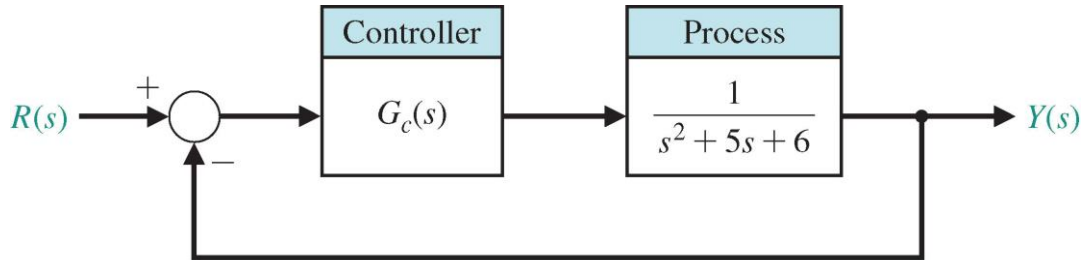 Controller
Process
+
R(s)
G_c(s)
1
s^2 + 5s + 6
Y(s)
−